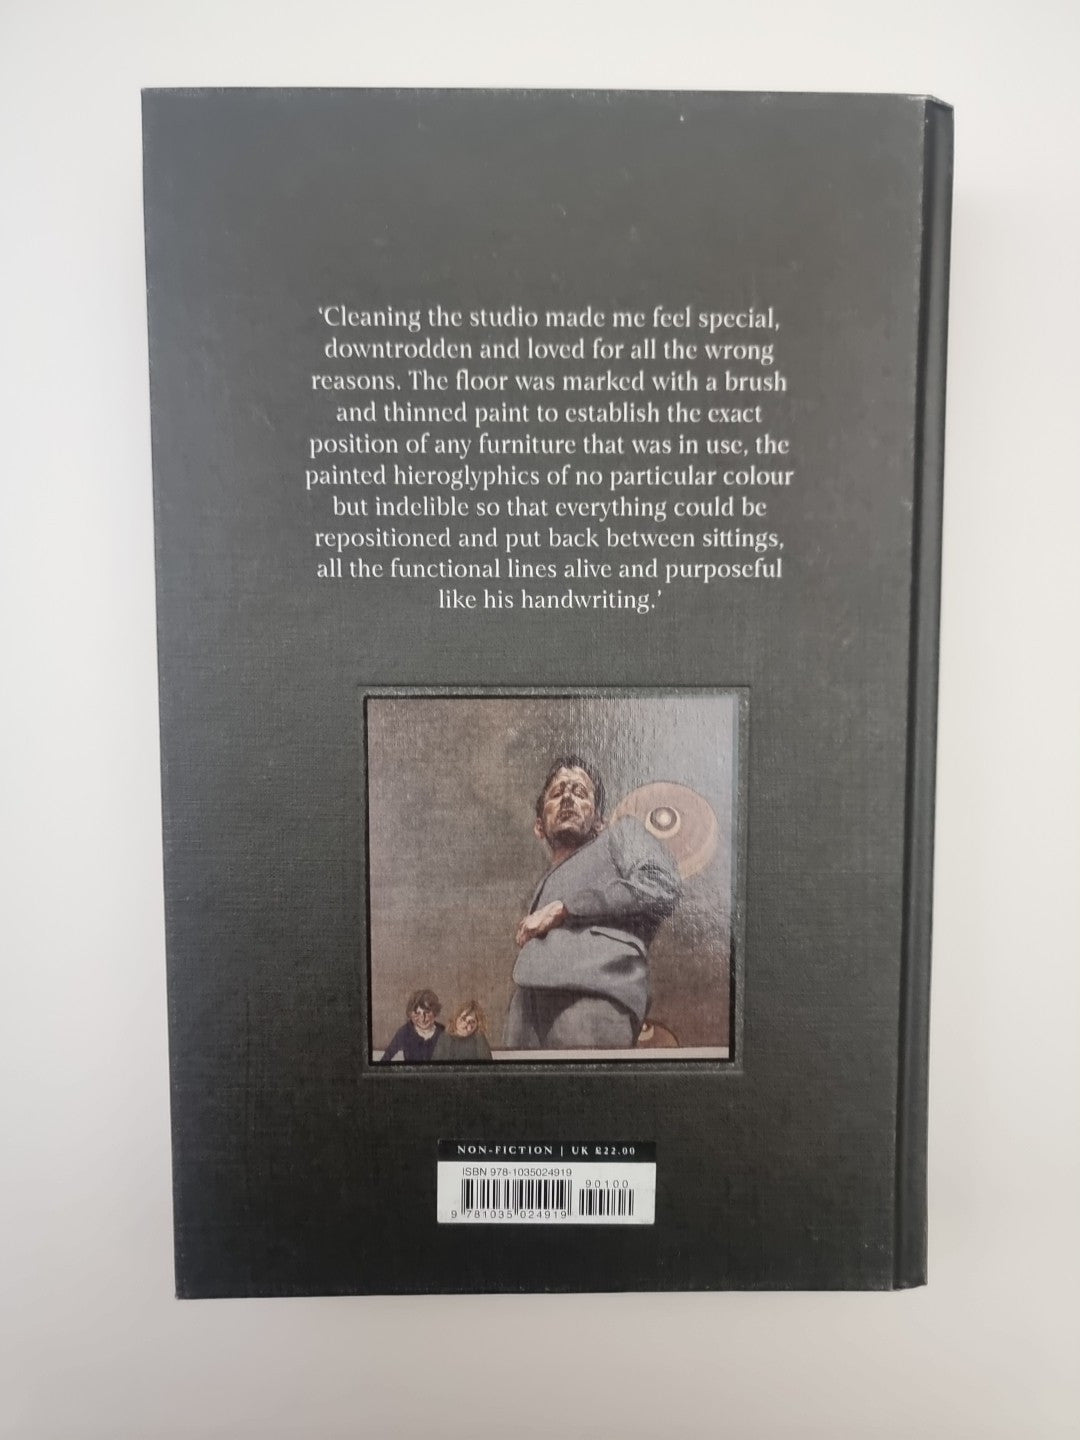 ‘Cleaning the studio made me feel special,
downtrodden and loved for all the wrong
reasons. The floor was marked with a brush
and thinned paint to establish the exact
position of any furniture that was in use, the
painted hieroglyphics of no particular colour
but indelible so that everything could be
repositioned and put back between sittings,
all the functional lines alive and purposeful
like his handwriting.’
NON-FICTION | UK £22.00
ISBN 978-1035024919
90100
9 781035 024919